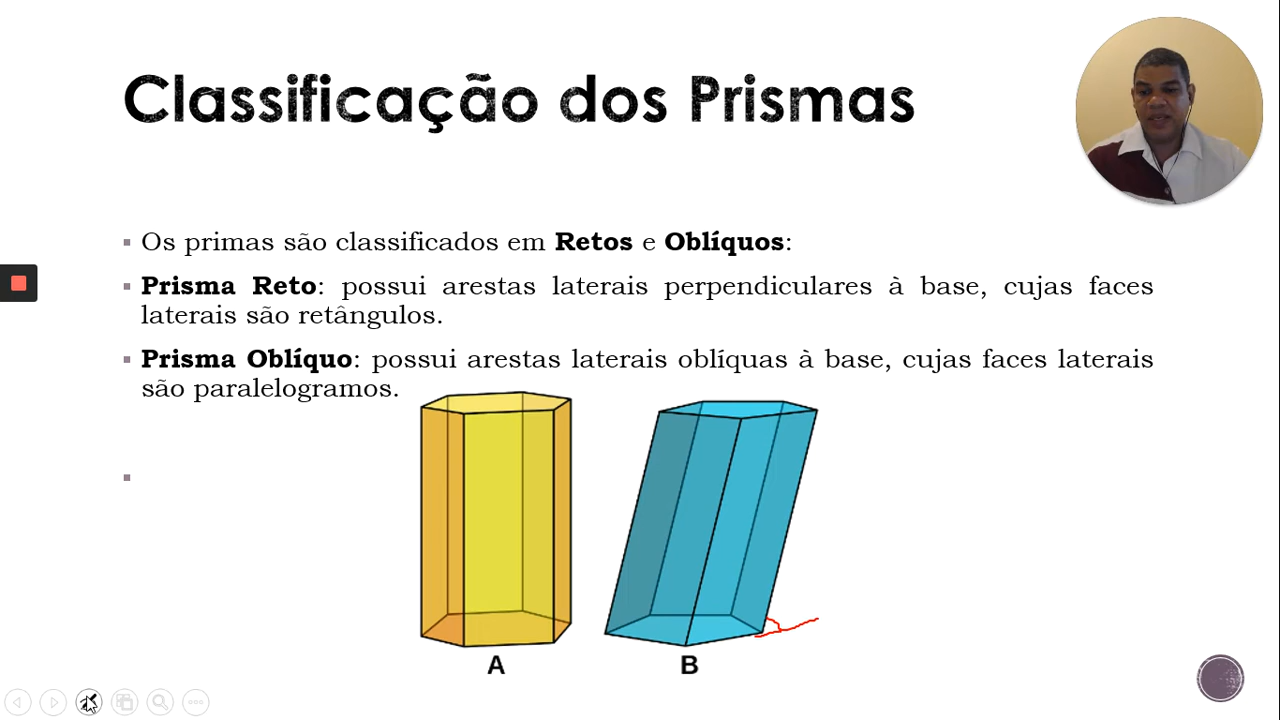 Classificação dos Prismas
Os primas são classificados em Retos e Oblíquos:
Prisma Reto: possui arestas laterais perpendiculares à base, cujas faces
laterais são retângulos.
Prisma Oblíquo: possui arestas laterais oblíquas à base, cujas faces laterais
são paralelogramos.
A B